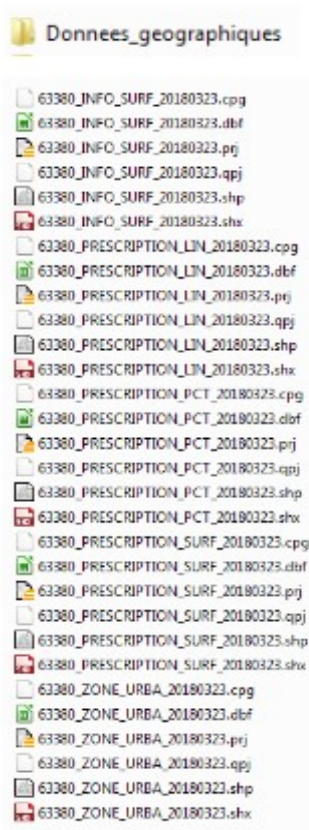 Donnees_geographiques
63380_INFO_SURF_20180323.cpg
63380_INFO_SURF_20180323.dbf
63380_INFO_SURF_20180323.prj
63380_INFO_SURF_20180323.qpj
63380_INFO_SURF_20180323.shp
63380_INFO_SURF_20180323.shx
63380_PRESCRIPTION_LIN_20180323.cpg
63380_PRESCRIPTION_LIN_20180323.dbf
63380_PRESCRIPTION_LIN_20180323.prj
63380_PRESCRIPTION_LIN_20180323.qpj
63380_PRESCRIPTION_LIN_20180323.shp
63380_PRESCRIPTION_LIN_20180323.shx
63380_PRESCRIPTION_PCT_20180323.cpg
63380_PRESCRIPTION_PCT_20180323.dbf
63380_PRESCRIPTION_PCT_20180323.prj
63380_PRESCRIPTION_PCT_20180323.qpj
63380_PRESCRIPTION_PCT_20180323.shp
63380_PRESCRIPTION_PCT_20180323.shx
63380_PRESCRIPTION_SURF_20180323.cpg
63380_PRESCRIPTION_SURF_20180323.dbf
63380_PRESCRIPTION_SURF_20180323.prj
63380_PRESCRIPTION_SURF_20180323.qpj
63380_PRESCRIPTION_SURF_20180323.shp
63380_PRESCRIPTION_SURF_20180323.shx
63380_ZONE_URBA_20180323.cpg
63380_ZONE_URBA_20180323.dbf
63380_ZONE_URBA_20180323.prj
63380_ZONE_URBA_20180323.qpj
63380_ZONE_URBA_20180323.shp
63380_ZONE_URBA_20180323.shx